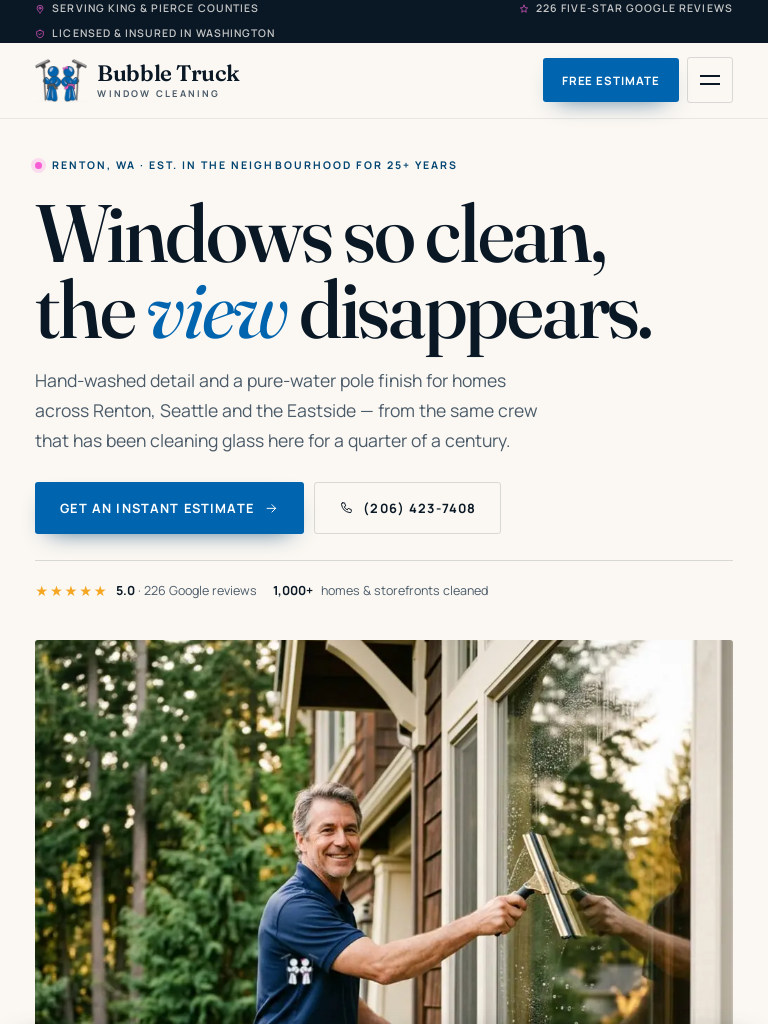 SERVING KING & PIERCE COUNTIES
226 FIVE-STAR GOOGLE REVIEWS
LICENSED & INSURED IN WASHINGTON
Bubble Truck
WINDOW CLEANING
FREE ESTIMATE
RENTON, WA · EST. IN THE NEIGHBOURHOOD FOR 25+ YEARS
Windows so clean,
the view disappears.
Hand-washed detail and a pure-water pole finish for homes
across Renton, Seattle and the Eastside — from the same crew
that has been cleaning glass here for a quarter of a century.
GET AN INSTANT ESTIMATE →
(206) 423-7408
★★★★★ 5.0 · 226 Google reviews 1,000+ homes & storefronts cleaned